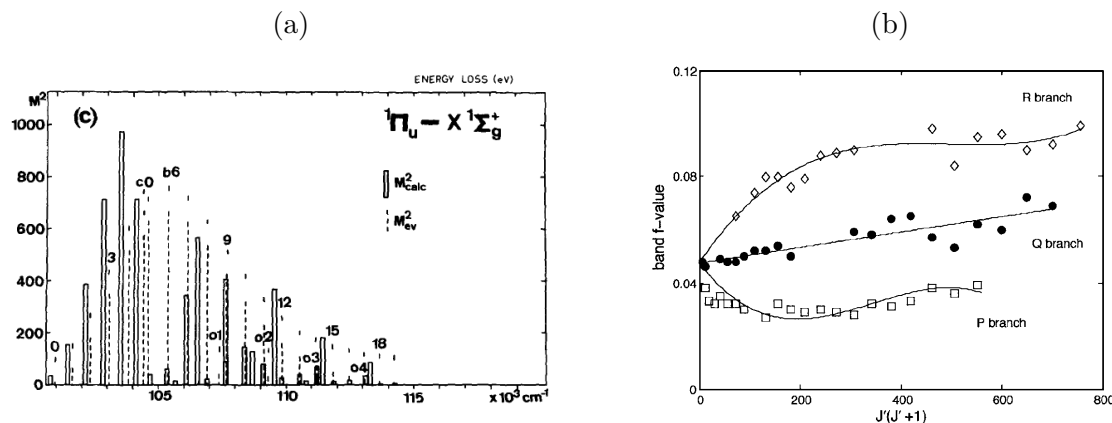 (a)
ENERGY LOSS (eV)
M²
(c)
¹Πu — X ¹Σg⁺
1000
800
600
400
200
0
M²calc
M²ev
0
3
c0
b6
o1
9
o2
12
o3
15
o4
18
105
110
115
×10³cm⁻¹
(b)
0.12
0.08
0.04
0.00
band f-value
R branch
Q branch
P branch
0
200
400
600
800
J'(J'+1)